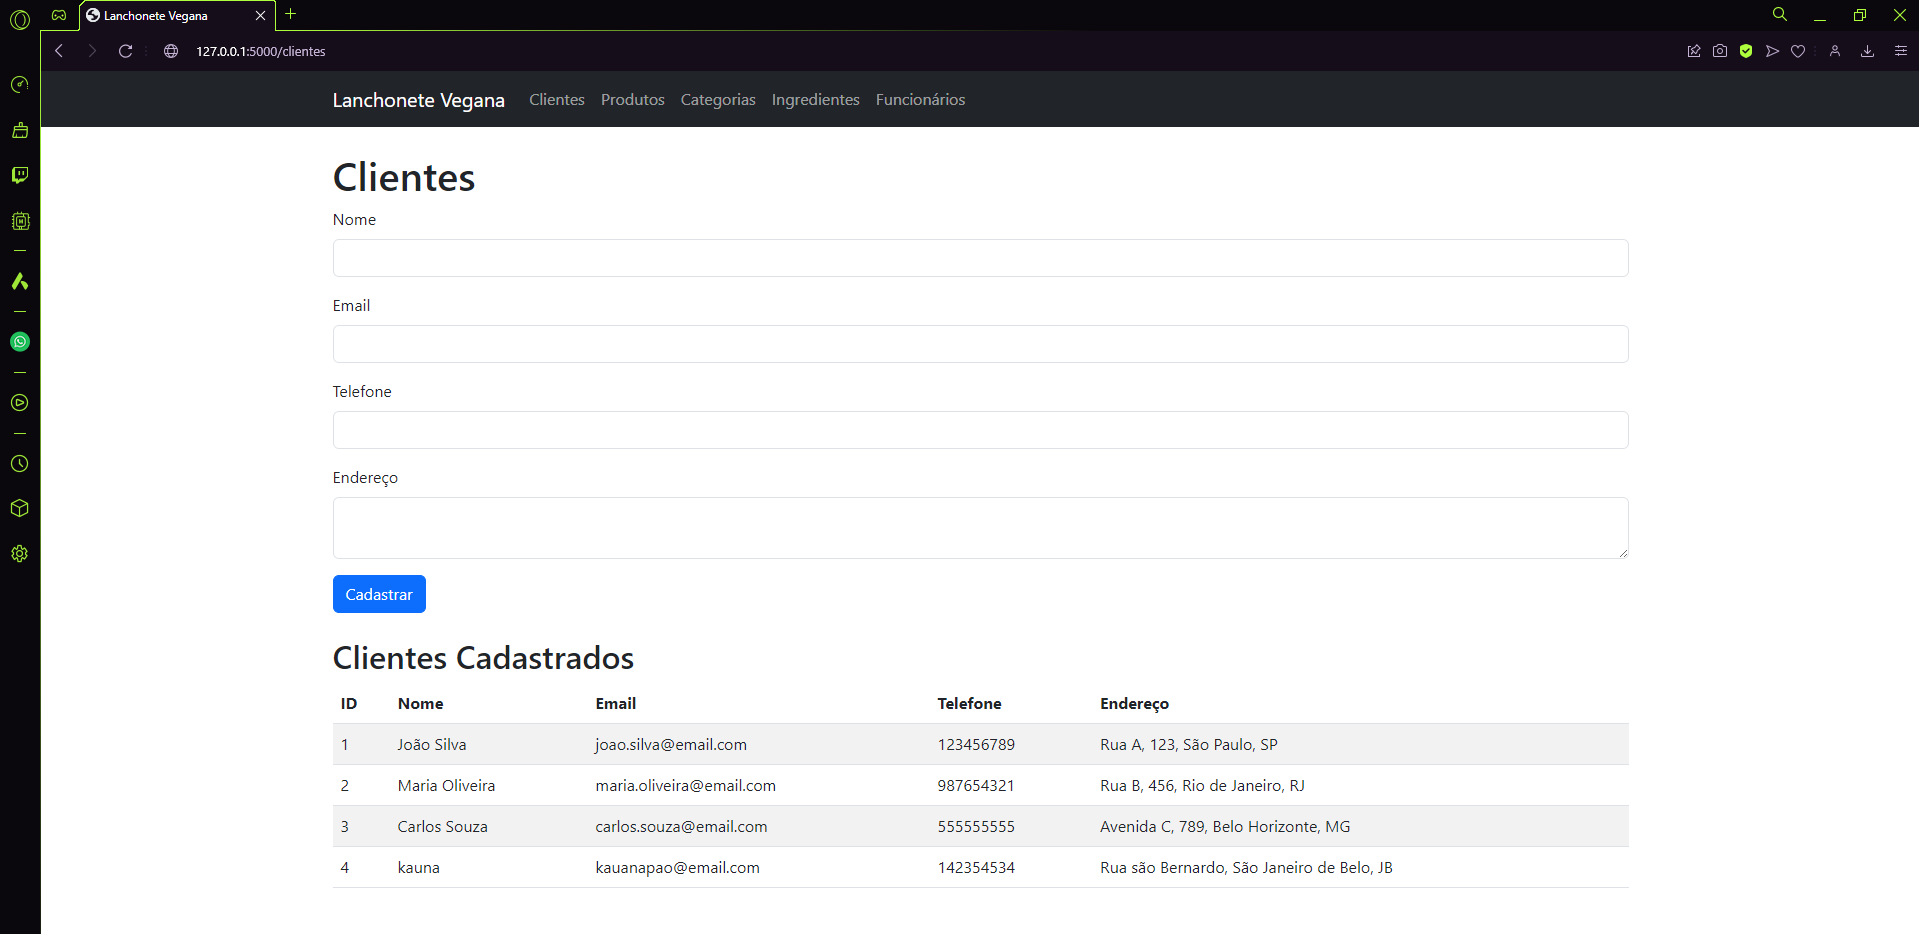 Lanchonete Vegana
127.0.0.1:5000/clientes
Lanchonete Vegana Clientes Produtos Categorias Ingredientes Funcionários
Clientes
Nome
Email
Telefone
Endereço
Cadastrar
Clientes Cadastrados
ID Nome Email Telefone Endereço
1 João Silva joao.silva@email.com 123456789 Rua A, 123, São Paulo, SP
2 Maria Oliveira maria.oliveira@email.com 987654321 Rua B, 456, Rio de Janeiro, RJ
3 Carlos Souza carlos.souza@email.com 555555555 Avenida C, 789, Belo Horizonte, MG
4 kauna kauanapao@email.com 142354534 Rua são Bernardo, São Janeiro de Belo, JB